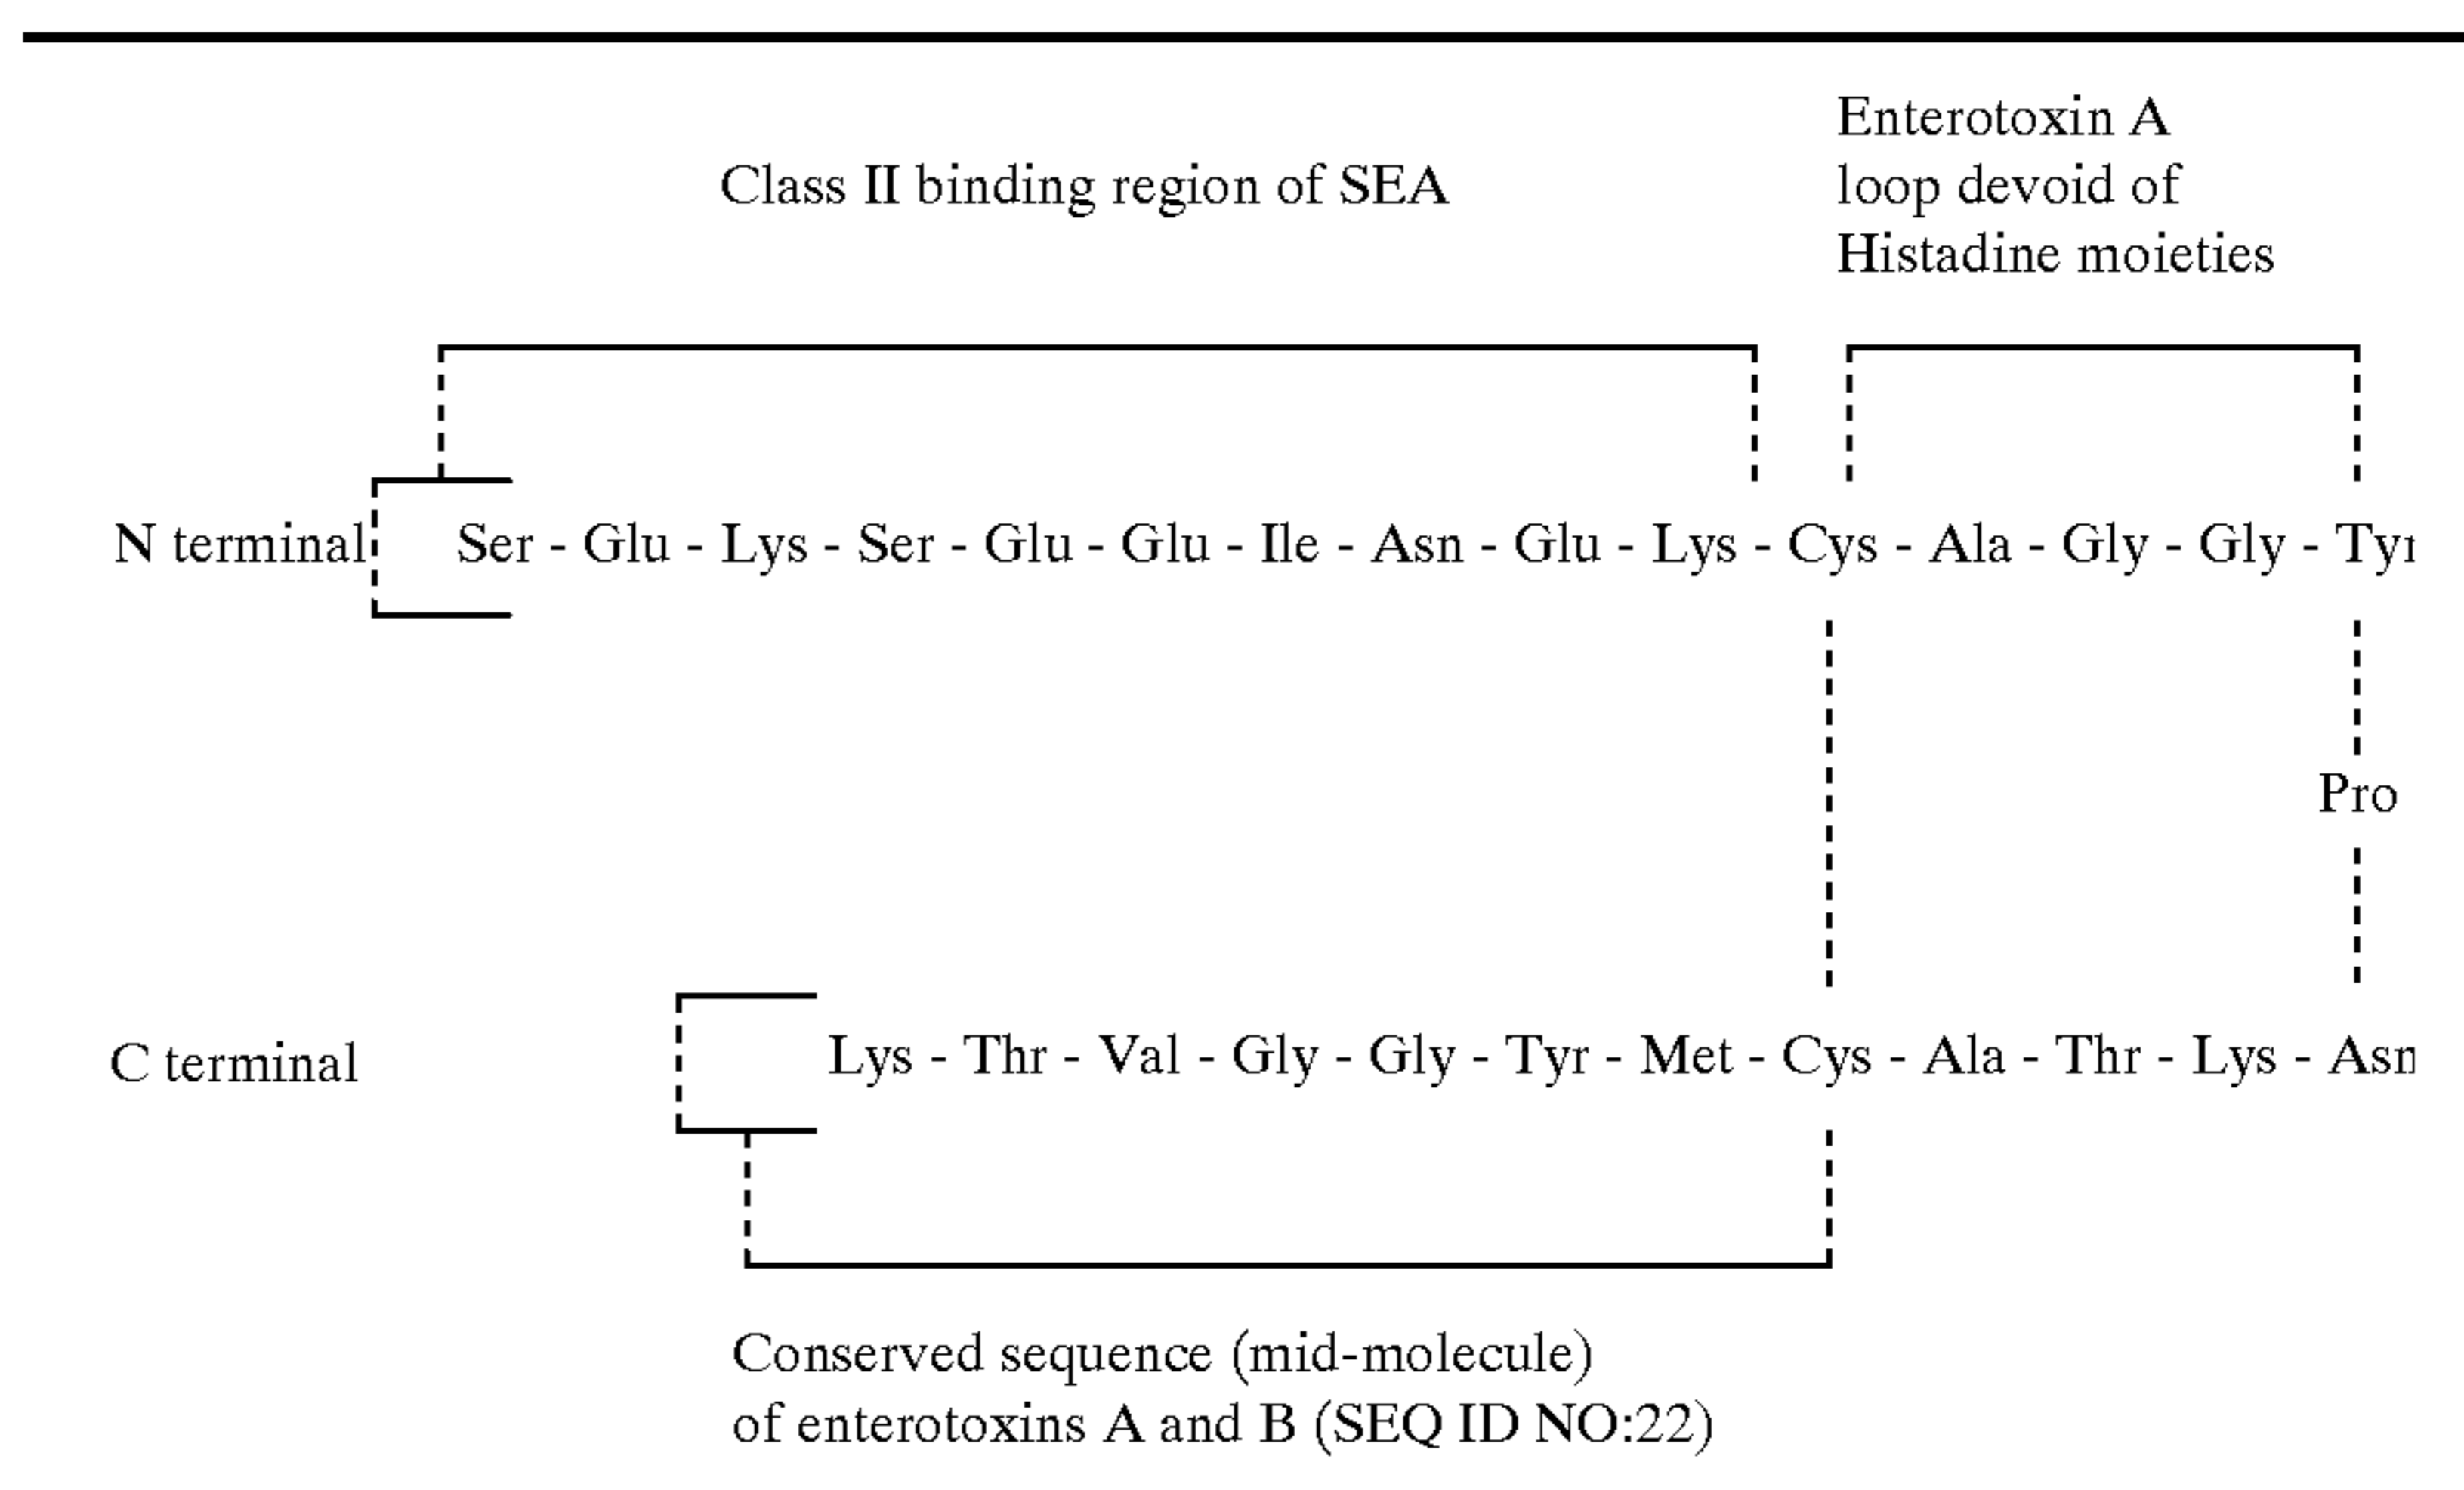 Enterotoxin A
Class II binding region of SEA
loop devoid of
Histadine moieties
N terminal Ser - Glu - Lys - Ser - Glu - Glu - Ile - Asn - Glu - Lys - Cys - Ala - Gly - Gly - Tyr
Pro
C terminal Lys - Thr - Val - Gly - Gly - Tyr - Met - Cys - Ala - Thr - Lys - Asn
Conserved sequence (mid-molecule)
of enterotoxins A and B (SEQ ID NO:22)